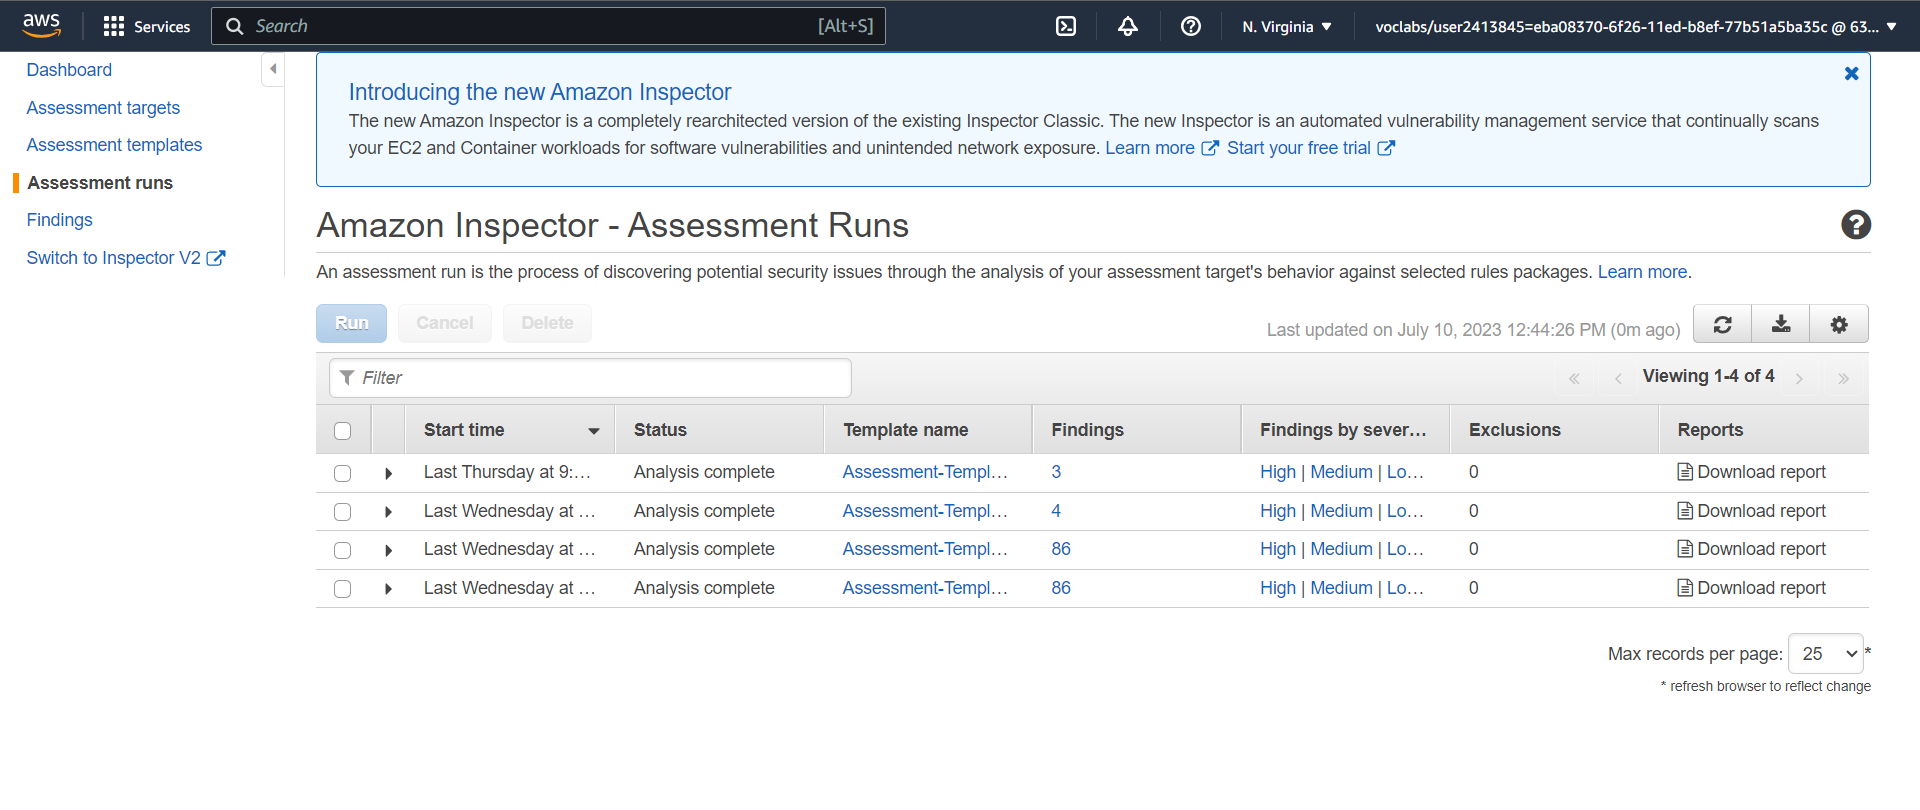 aws
Services
Search
[Alt+S]
N. Virginia
voclabs/user2413845=eba08370-6f26-11ed-b8ef-77b51a5ba35c @ 63...
Dashboard
Assessment targets
Assessment templates
Assessment runs
Findings
Switch to Inspector V2
Introducing the new Amazon Inspector
The new Amazon Inspector is a completely rearchitected version of the existing Inspector Classic. The new Inspector is an automated vulnerability management service that continually scans
your EC2 and Container workloads for software vulnerabilities and unintended network exposure. Learn more Start your free trial
Amazon Inspector - Assessment Runs
An assessment run is the process of discovering potential security issues through the analysis of your assessment target's behavior against selected rules packages. Learn more.
Run Cancel Delete
Last updated on July 10, 2023 12:44:26 PM (0m ago)
Filter
« ‹ Viewing 1-4 of 4 › »
Start time Status Template name Findings Findings by sever... Exclusions Reports
Last Thursday at 9:... Analysis complete Assessment-Templ... 3 High | Medium | Lo... 0 Download report
Last Wednesday at ... Analysis complete Assessment-Templ... 4 High | Medium | Lo... 0 Download report
Last Wednesday at ... Analysis complete Assessment-Templ... 86 High | Medium | Lo... 0 Download report
Last Wednesday at ... Analysis complete Assessment-Templ... 86 High | Medium | Lo... 0 Download report
Max records per page: 25 *
* refresh browser to reflect change